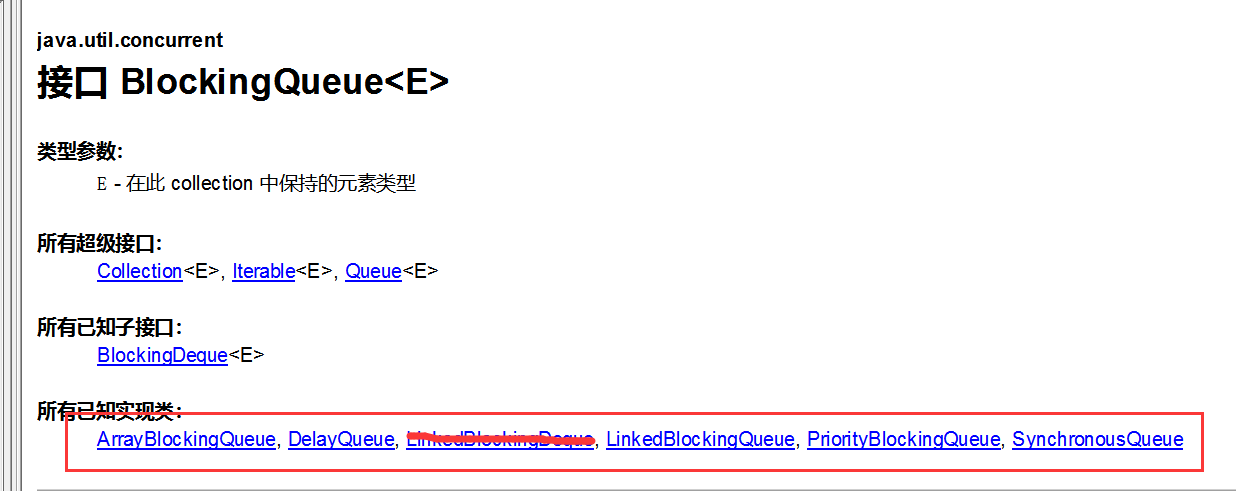 java.util.concurrent
接口 BlockingQueue<E>
类型参数:
E - 在此 collection 中保持的元素类型
所有超级接口:
Collection<E>, Iterable<E>, Queue<E>
所有已知子接口:
BlockingDeque<E>
所有已知实现类:
ArrayBlockingQueue, DelayQueue, LinkedBlockingDeque, LinkedBlockingQueue, PriorityBlockingQueue, SynchronousQueue